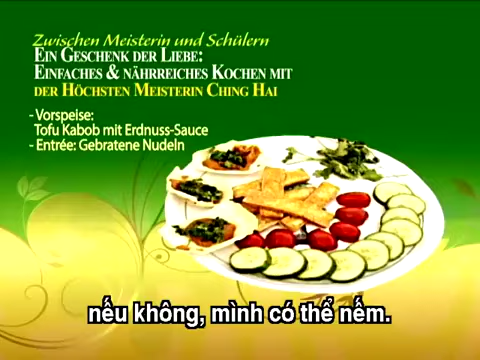 Zwischen Meisterin und Schülern
EIN GESCHENK DER LIEBE:
EINFACHES & NÄHRREICHES KOCHEN MIT
DER HÖCHSTEN MEISTERIN CHING HAI
- Vorspeise:
Tofu Kabob mit Erdnuss-Sauce
- Entrée: Gebratene Nudeln
nếu không, mình có thể nếm.